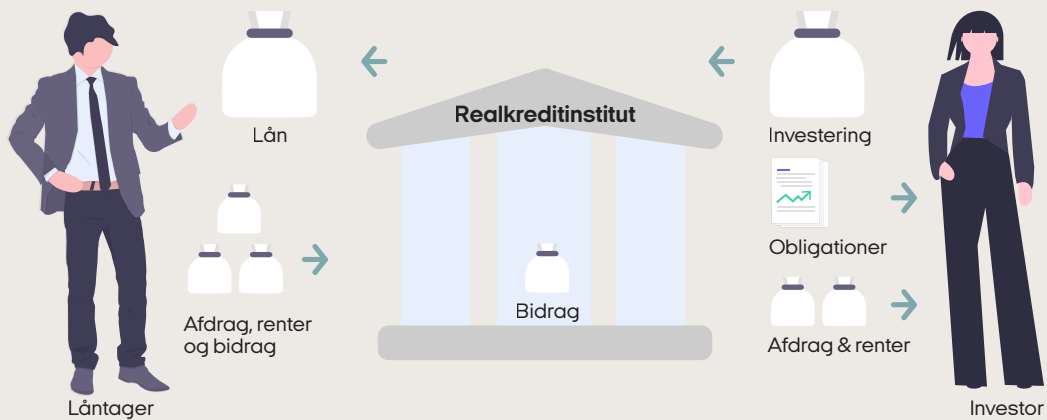 Realkreditinstitut
Lån
Investering
Obligationer
Bidrag
Afdrag, renter
og bidrag
Afdrag & renter
Låntager
Investor